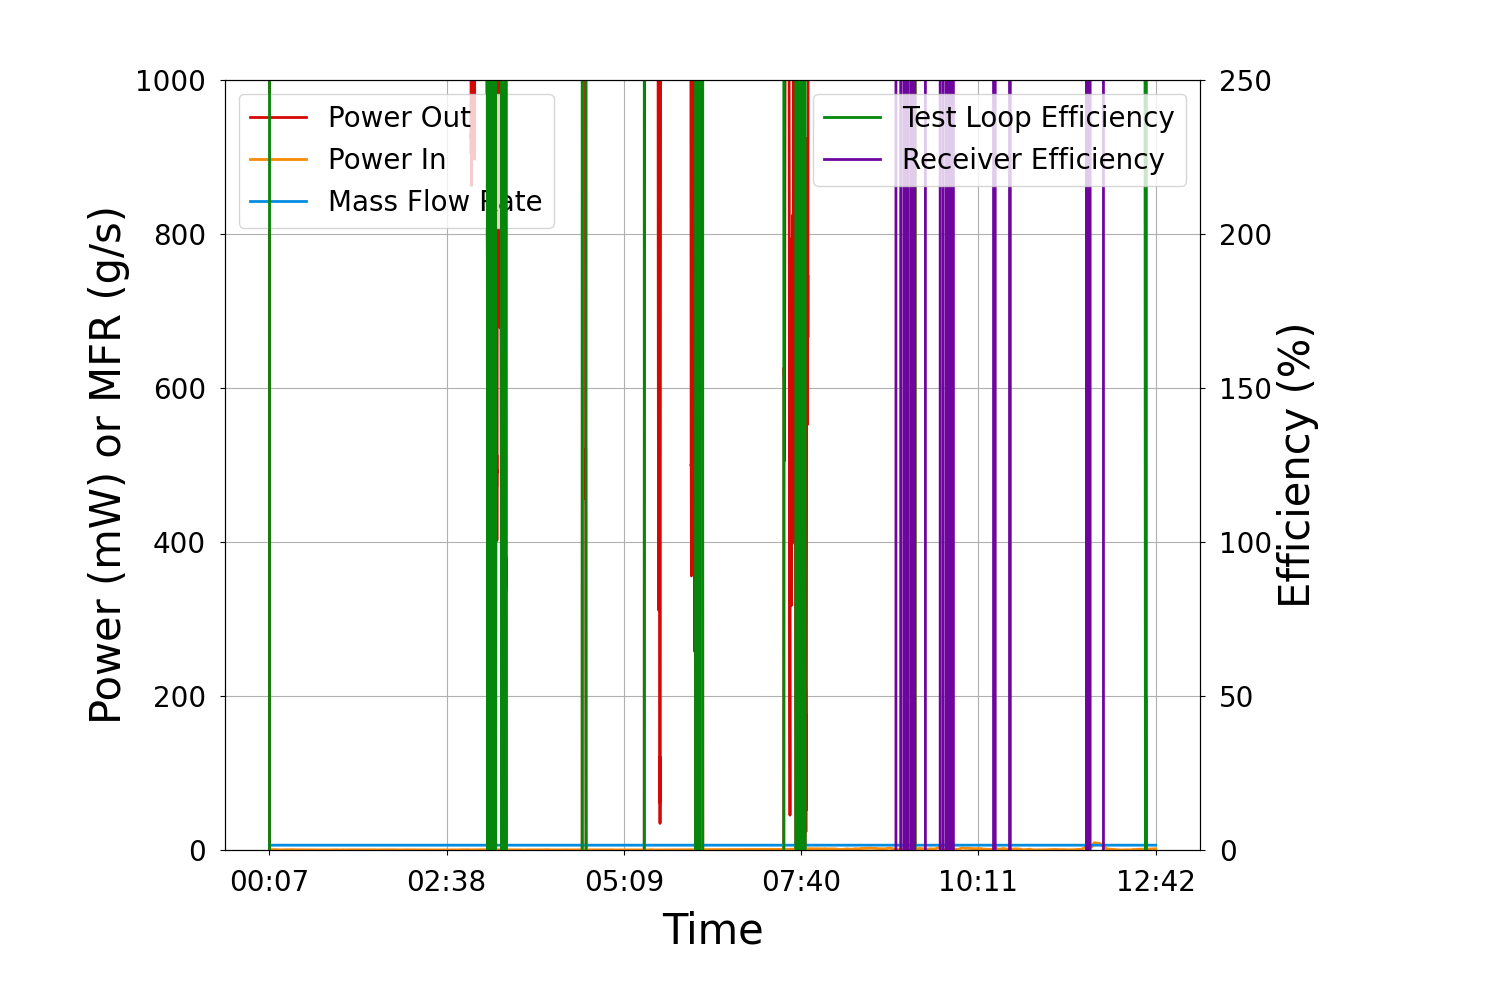 Power (mW) or MFR (g/s)
1000
800
600
400
200
0
Power Out
Power In
Mass Flow Rate
Test Loop Efficiency
Receiver Efficiency
250
200
150
100
50
0
Efficiency (%)
00:07 02:38 05:09 07:40 10:11 12:42
Time